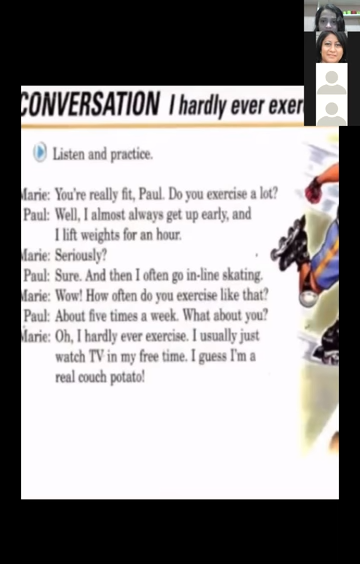 CONVERSATION I hardly ever exer
Listen and practice.
Marie: You're really fit, Paul. Do you exercise a lot?
Paul: Well, I almost always get up early, and
I lift weights for an hour.
Marie: Seriously?
Paul: Sure. And then I often go in-line skating.
Marie: Wow! How often do you exercise like that?
Paul: About five times a week. What about you?
Marie: Oh, I hardly ever exercise. I usually just
watch TV in my free time. I guess I'm a
real couch potato!